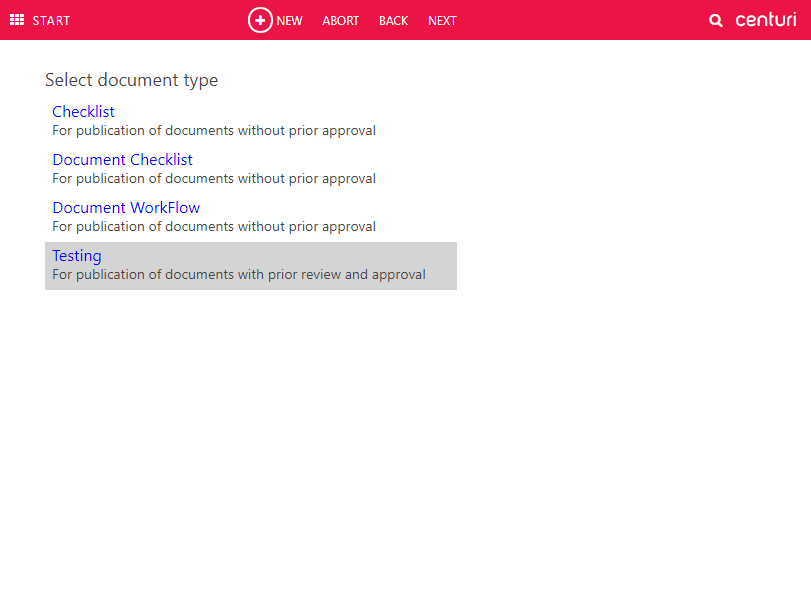 START
NEW ABORT BACK NEXT
centuri
Select document type
Checklist
For publication of documents without prior approval
Document Checklist
For publication of documents without prior approval
Document WorkFlow
For publication of documents without prior approval
Testing
For publication of documents with prior review and approval